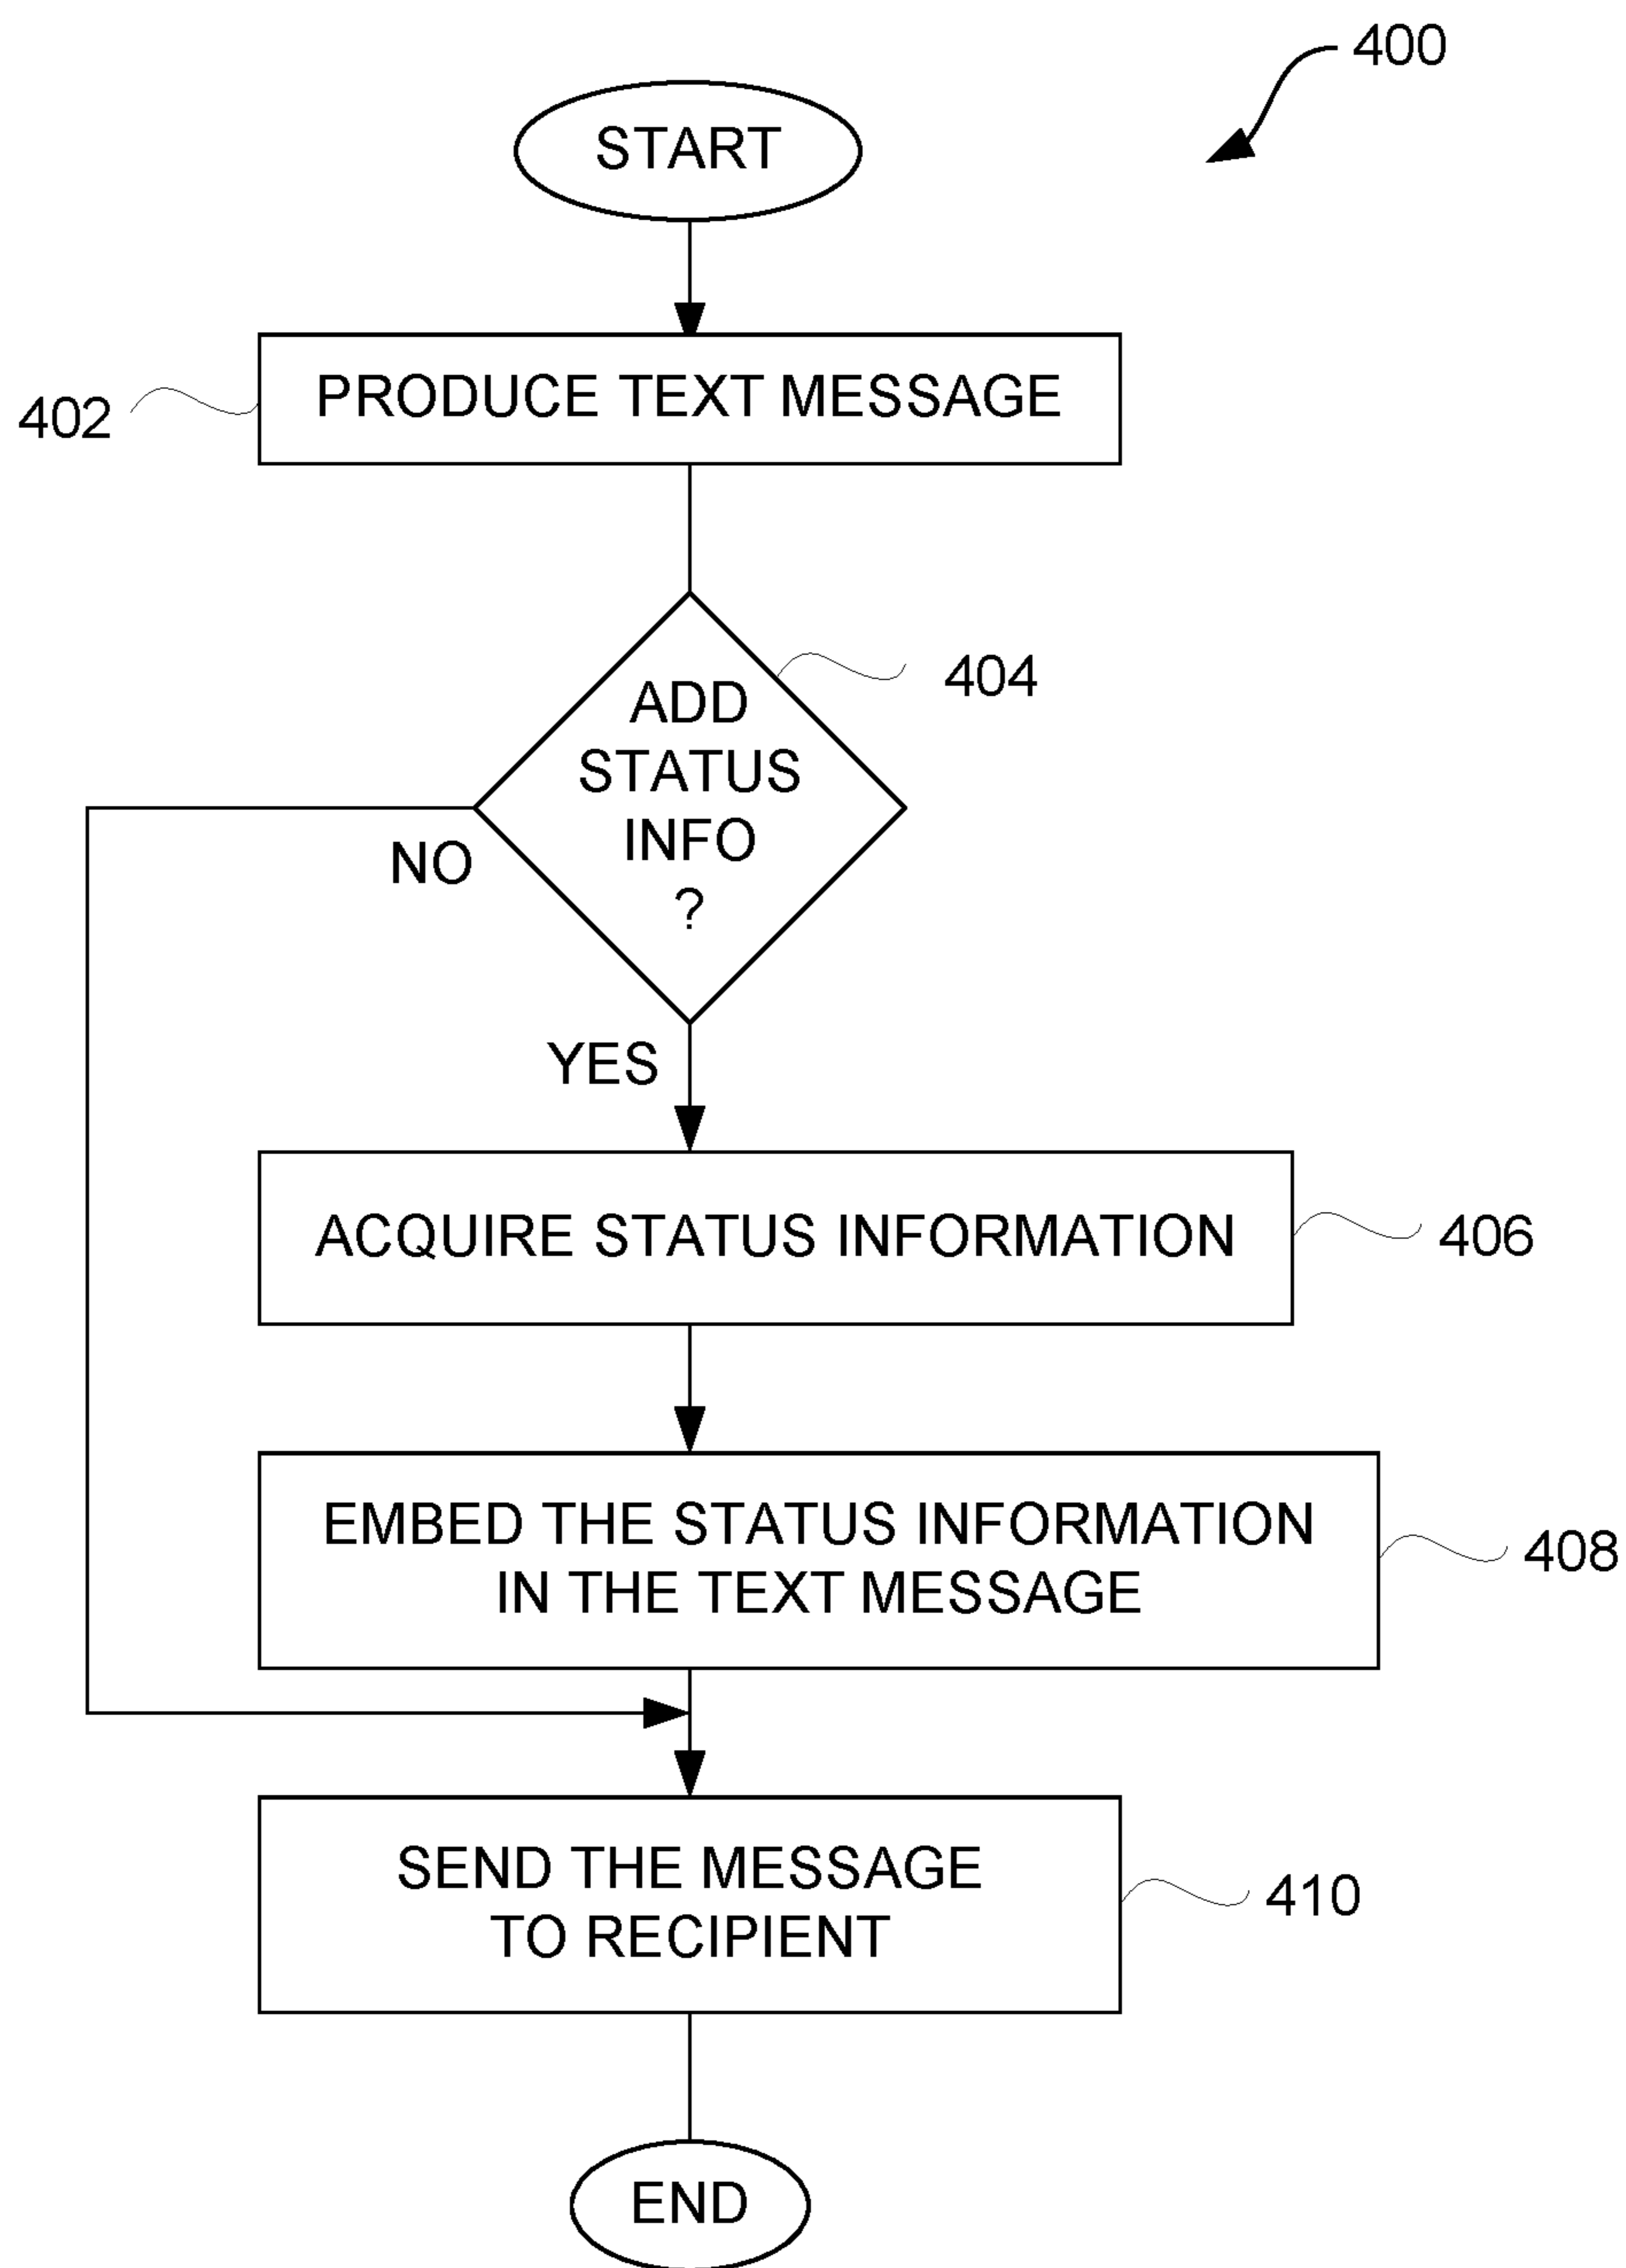 400
START
PRODUCE TEXT MESSAGE
402
404
ADD
STATUS
INFO
?
NO
YES
ACQUIRE STATUS INFORMATION
406
EMBED THE STATUS INFORMATION
IN THE TEXT MESSAGE
408
SEND THE MESSAGE
TO RECIPIENT
410
END